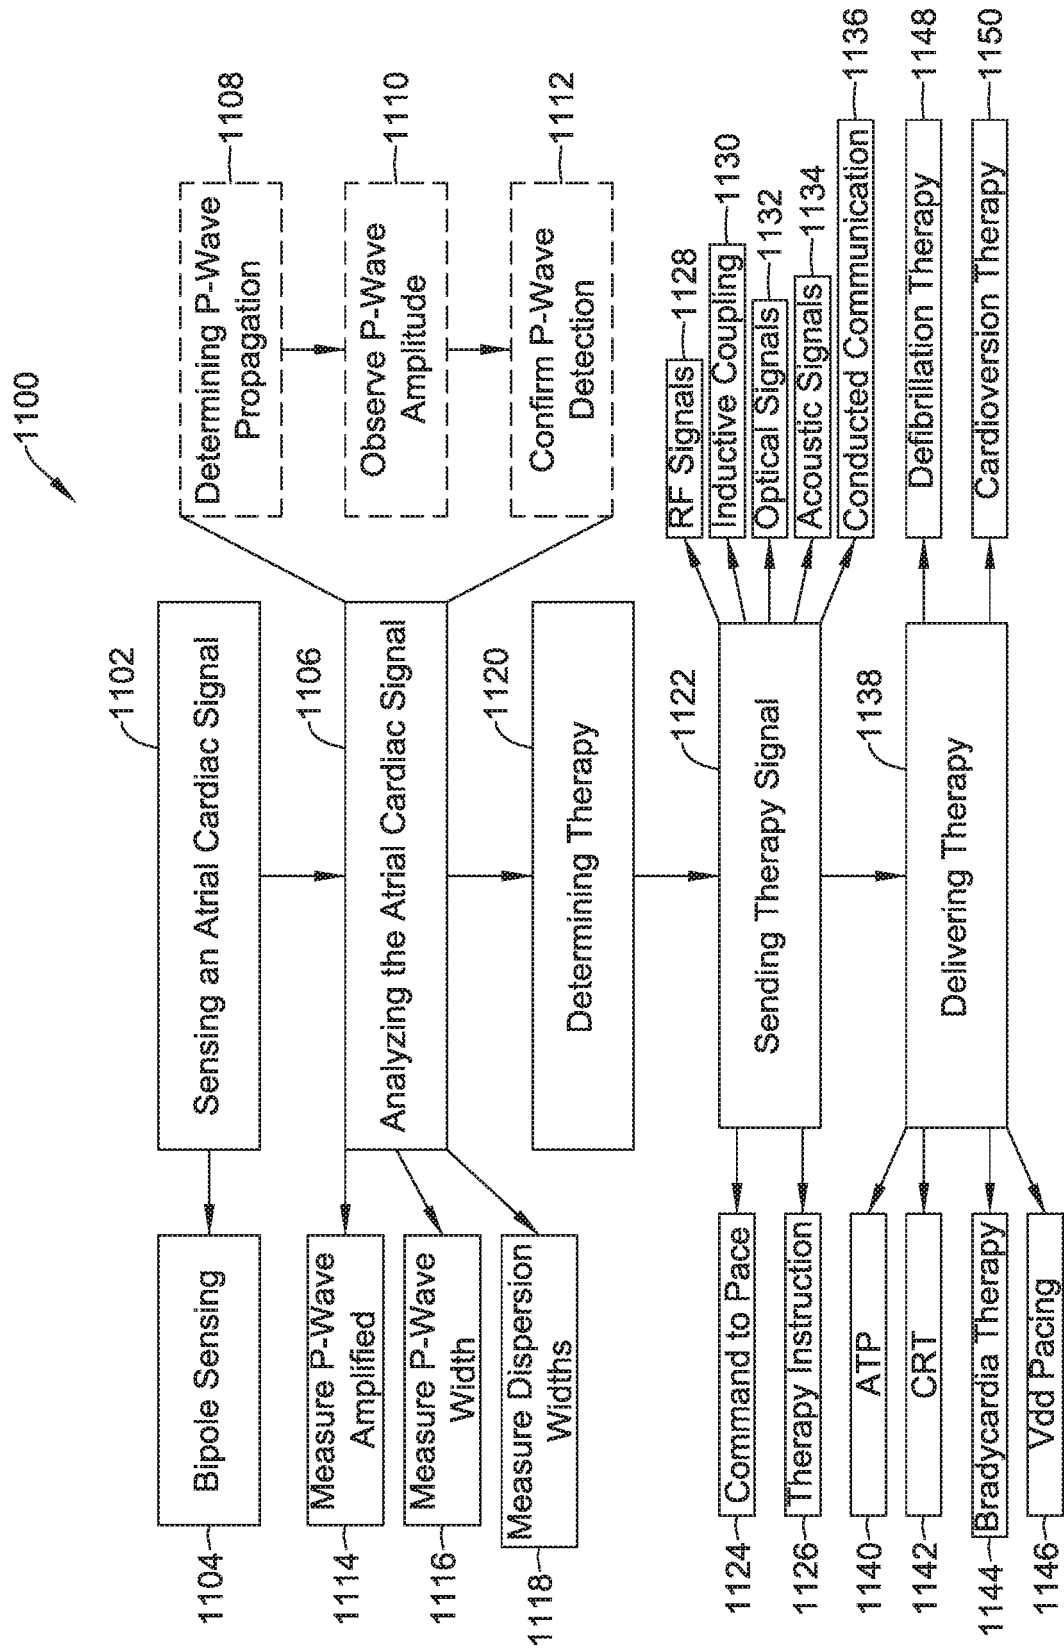 1100
1102
Sensing an Atrial Cardiac Signal
1104
Bipole Sensing
1106
Analyzing the Atrial Cardiac Signal
Determining P-Wave
Propagation
1108
Observe P-Wave
Amplitude
1110
Confirm P-Wave
Detection
1112
1114
Measure P-Wave
Amplified
1116
Measure P-Wave
Width
1118
Measure Dispersion
Widths
1120
Determining Therapy
1122
Sending Therapy Signal
1124
Command to Pace
1126
Therapy Instruction
RF Signals
1128
Inductive Coupling
1130
Optical Signals
1132
Acoustic Signals
1134
Conducted Communication
1136
1138
Delivering Therapy
1140
ATP
1142
CRT
1144
Bradycardia Therapy
1146
Vdd Pacing
Defibrillation Therapy
1148
Cardioversion Therapy
1150